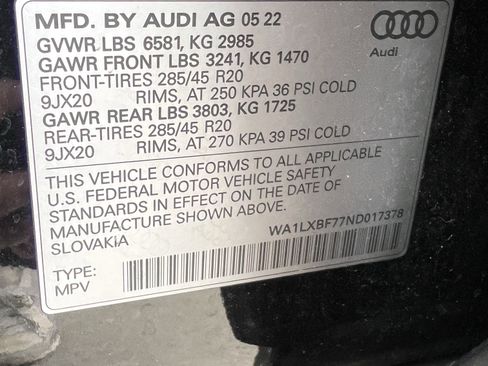 MFD. BY AUDI AG 05 22
GVWR LBS 6581, KG 2985
GAWR FRONT LBS 3241, KG 1470
FRONT-TIRES 285/45 R20
9JX20 RIMS, AT 250 KPA 36 PSI COLD
GAWR REAR LBS 3803, KG 1725
REAR-TIRES 285/45 R20
9JX20 RIMS, AT 270 KPA 39 PSI COLD
Audi
THIS VEHICLE CONFORMS TO ALL APPLICABLE
U.S. FEDERAL MOTOR VEHICLE SAFETY
STANDARDS IN EFFECT ON THE DATE OF
MANUFACTURE SHOWN ABOVE.
SLOVAKiA
WA1LXBF77ND017378
TYPE:
MPV